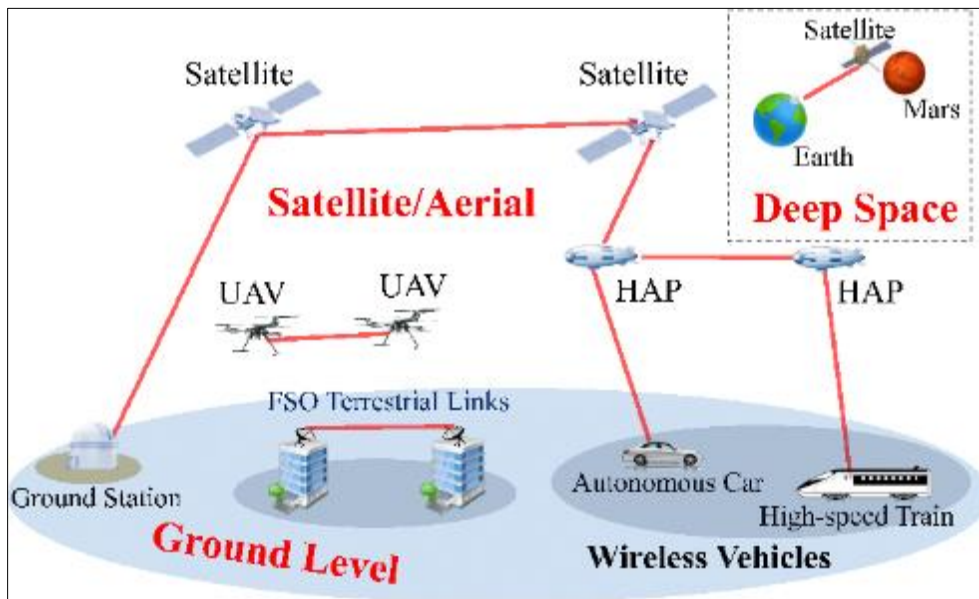 Satellite
Satellite
Satellite
Mars
Earth
Deep Space
Satellite/Aerial
HAP
HAP
UAV
UAV
FSO Terrestrial Links
Ground Station
Autonomous Car
High-speed Train
Ground Level
Wireless Vehicles